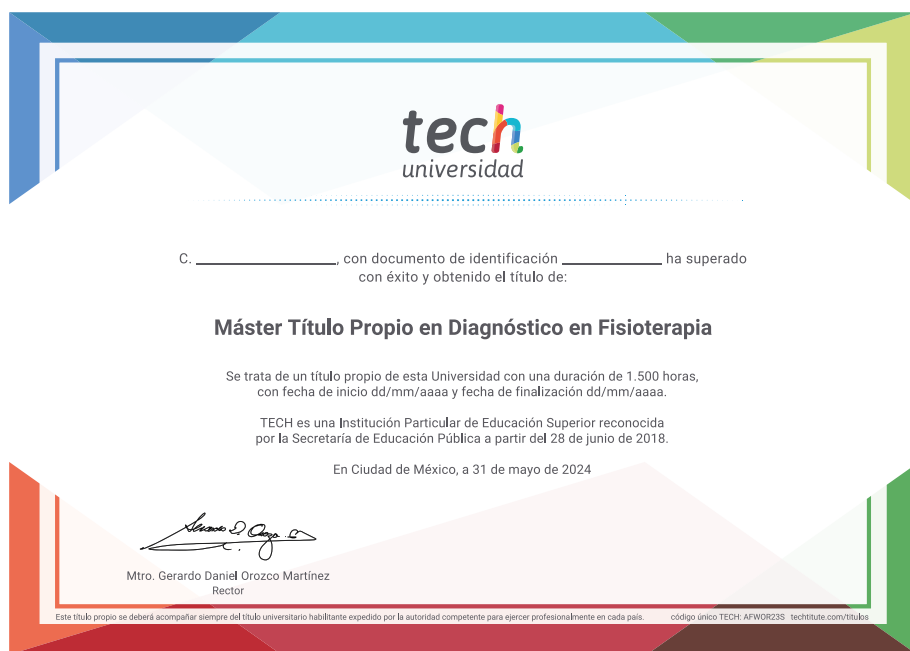 tech
universidad
C. ____________, con documento de identificación ____________ ha superado
con éxito y obtenido el título de:
Máster Título Propio en Diagnóstico en Fisioterapia
Se trata de un título propio de esta Universidad con una duración de 1.500 horas,
con fecha de inicio dd/mm/aaaa y fecha de finalización dd/mm/aaaa.
TECH es una Institución Particular de Educación Superior reconocida
por la Secretaría de Educación Pública a partir del 28 de junio de 2018.
En Ciudad de México, a 31 de mayo de 2024
Mtro. Gerardo Daniel Orozco Martínez
Rector
Este título propio se deberá acompañar siempre del título universitario habilitante expedido por la autoridad competente para ejercer profesionalmente en cada país. código único TECH: AFWOR23S techtitute.com/titulos